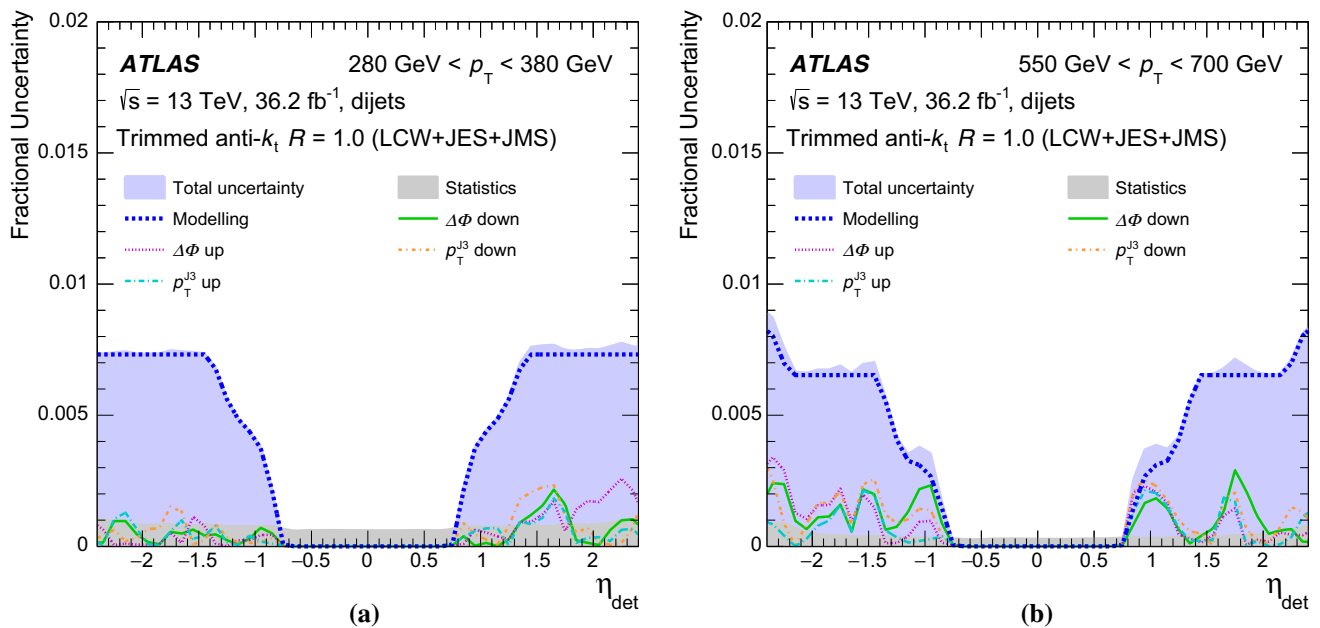 Fractional Uncertainty
0.02
0.015
0.01
0.005
0
ATLAS 280 GeV < p_T < 380 GeV
√s = 13 TeV, 36.2 fb⁻¹, dijets
Trimmed anti-k_t R = 1.0 (LCW+JES+JMS)
Total uncertainty Statistics
Modelling ΔΦ down
ΔΦ up p_T^J3 down
p_T^J3 up
−2 −1.5 −1 −0.5 0 0.5 1 1.5 2
η_det
(a)
Fractional Uncertainty
0.02
0.015
0.01
0.005
0
ATLAS 550 GeV < p_T < 700 GeV
√s = 13 TeV, 36.2 fb⁻¹, dijets
Trimmed anti-k_t R = 1.0 (LCW+JES+JMS)
Total uncertainty Statistics
Modelling ΔΦ down
ΔΦ up p_T^J3 down
p_T^J3 up
−2 −1.5 −1 −0.5 0 0.5 1 1.5 2
η_det
(b)